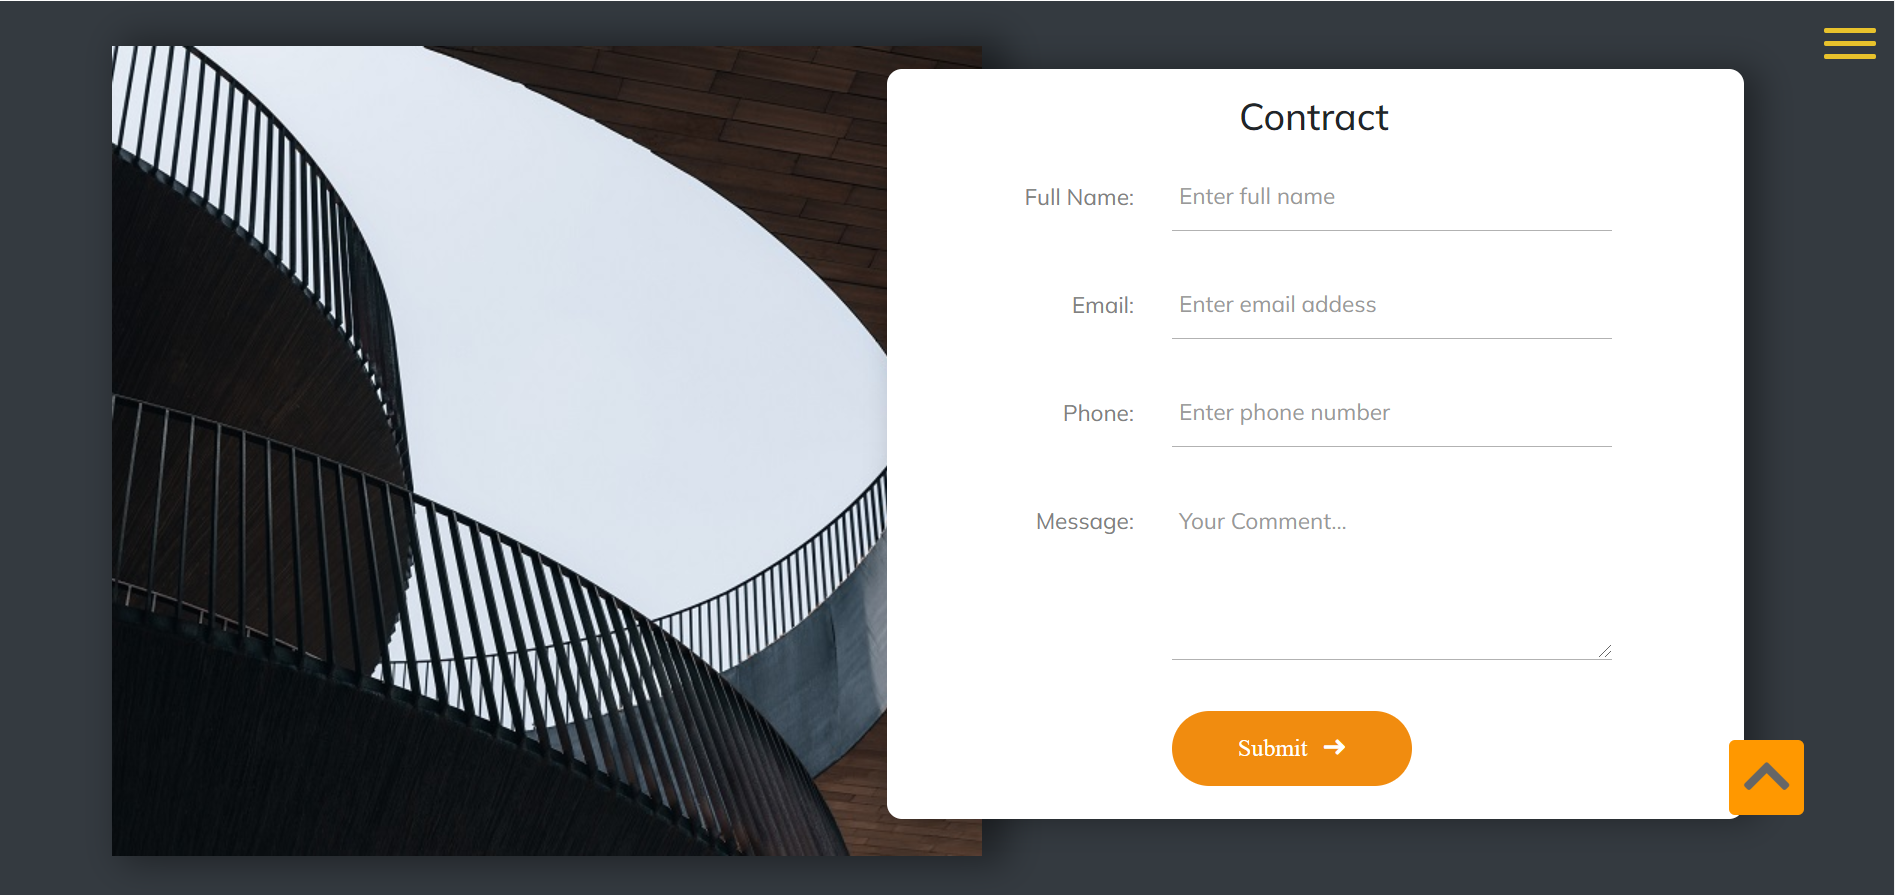 Contract
Full Name: Enter full name
Email: Enter email addess
Phone: Enter phone number
Message: Your Comment...
Submit